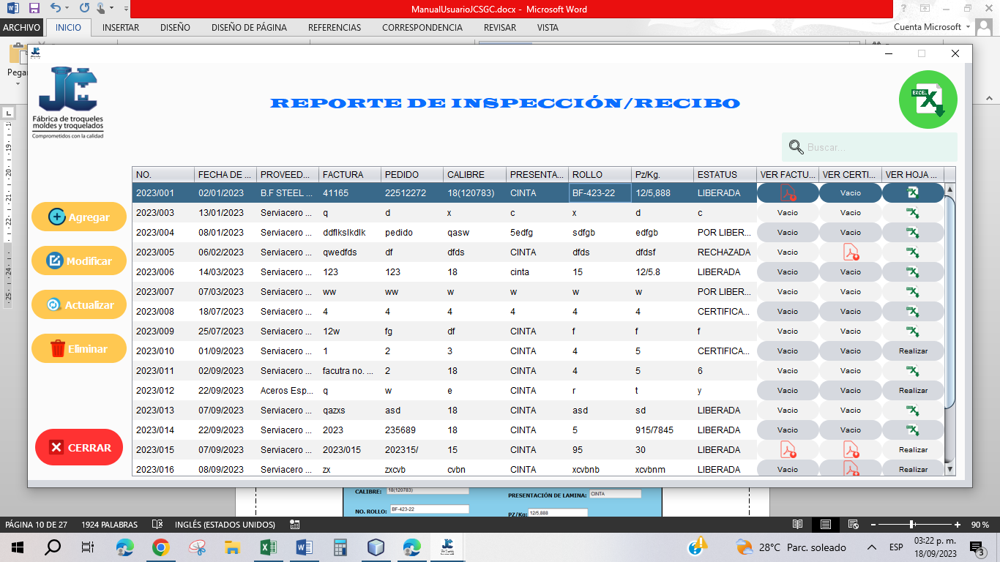 ManualUsuarioJCSGC.docx - Microsoft Word
ARCHIVO INICIO INSERTAR DISEÑO DISEÑO DE PÁGINA REFERENCIAS CORRESPONDENCIA REVISAR VISTA Cuenta Microsoft
Pegar
JC
Fábrica de troqueles
moldes y troquelados
Comprometidos con la calidad
REPORTE DE INSPECCIÓN/RECIBO
EXCEL
Buscar...
NO. FECHA DE ... PROVEED... FACTURA PEDIDO CALIBRE PRESENTA... ROLLO Pz/Kg. ESTATUS VER FACTU... VER CERTI... VER HOJA ...
2023/001 02/01/2023 B.F STEEL ... 41165 22512272 18(120783) CINTA BF-423-22 12/5,888 LIBERADA Vacio
2023/003 13/01/2023 Serviacero ... q d x c x d c Vacio Vacio
2023/004 08/01/2023 Serviacero ... ddflkslkdlk pedido qasw 5edfg sdfgb edfgb POR LIBER... Vacio Vacio
2023/005 06/02/2023 Serviacero ... qwedfds df dfds CINTA dfds dfdsf RECHAZADA Vacio
2023/006 14/03/2023 Serviacero ... 123 123 18 cinta 15 12/5.8 LIBERADA Vacio Vacio
2023/007 07/03/2023 Serviacero ... ww ww w w w w POR LIBER... Vacio Vacio
2023/008 18/07/2023 Serviacero ... 4 4 4 4 4 4 CERTIFICA... Vacio Vacio
2023/009 25/07/2023 Serviacero ... 12w fg df CINTA f f f Vacio Vacio
2023/010 01/09/2023 Serviacero ... 1 2 3 CINTA 4 5 CERTIFICA... Vacio Vacio Realizar
2023/011 02/09/2023 Serviacero ... facutra no. ... 2 18 CINTA 4 5 6 Vacio Vacio
2023/012 22/09/2023 Aceros Esp... q w e CINTA r t y Vacio Vacio Realizar
2023/013 07/09/2023 Serviacero ... qazxs asd 18 CINTA asd sd LIBERADA Vacio Vacio
2023/014 22/09/2023 Serviacero ... 2023 235689 18 CINTA 5 915/7845 LIBERADA Vacio Vacio
2023/015 07/09/2023 Serviacero ... 2023/015 202315/ 15 CINTA 95 30 LIBERADA Realizar
2023/016 08/09/2023 Serviacero ... zx zxcvb cvbn CINTA xcvbnb xcvbnm LIBERADA Vacio Realizar
Agregar
Modificar
Actualizar
Eliminar
CERRAR
CALIBRE: 18(120783) PRESENTACIÓN DE LAMINA: CINTA
NO. ROLLO: BF-423-22 PZ/Kg: 12/5,888
PÁGINA 10 DE 27 1924 PALABRAS INGLÉS (ESTADOS UNIDOS) 90 %
28°C Parc. soleado ESP 03:22 p. m.
18/09/2023 3